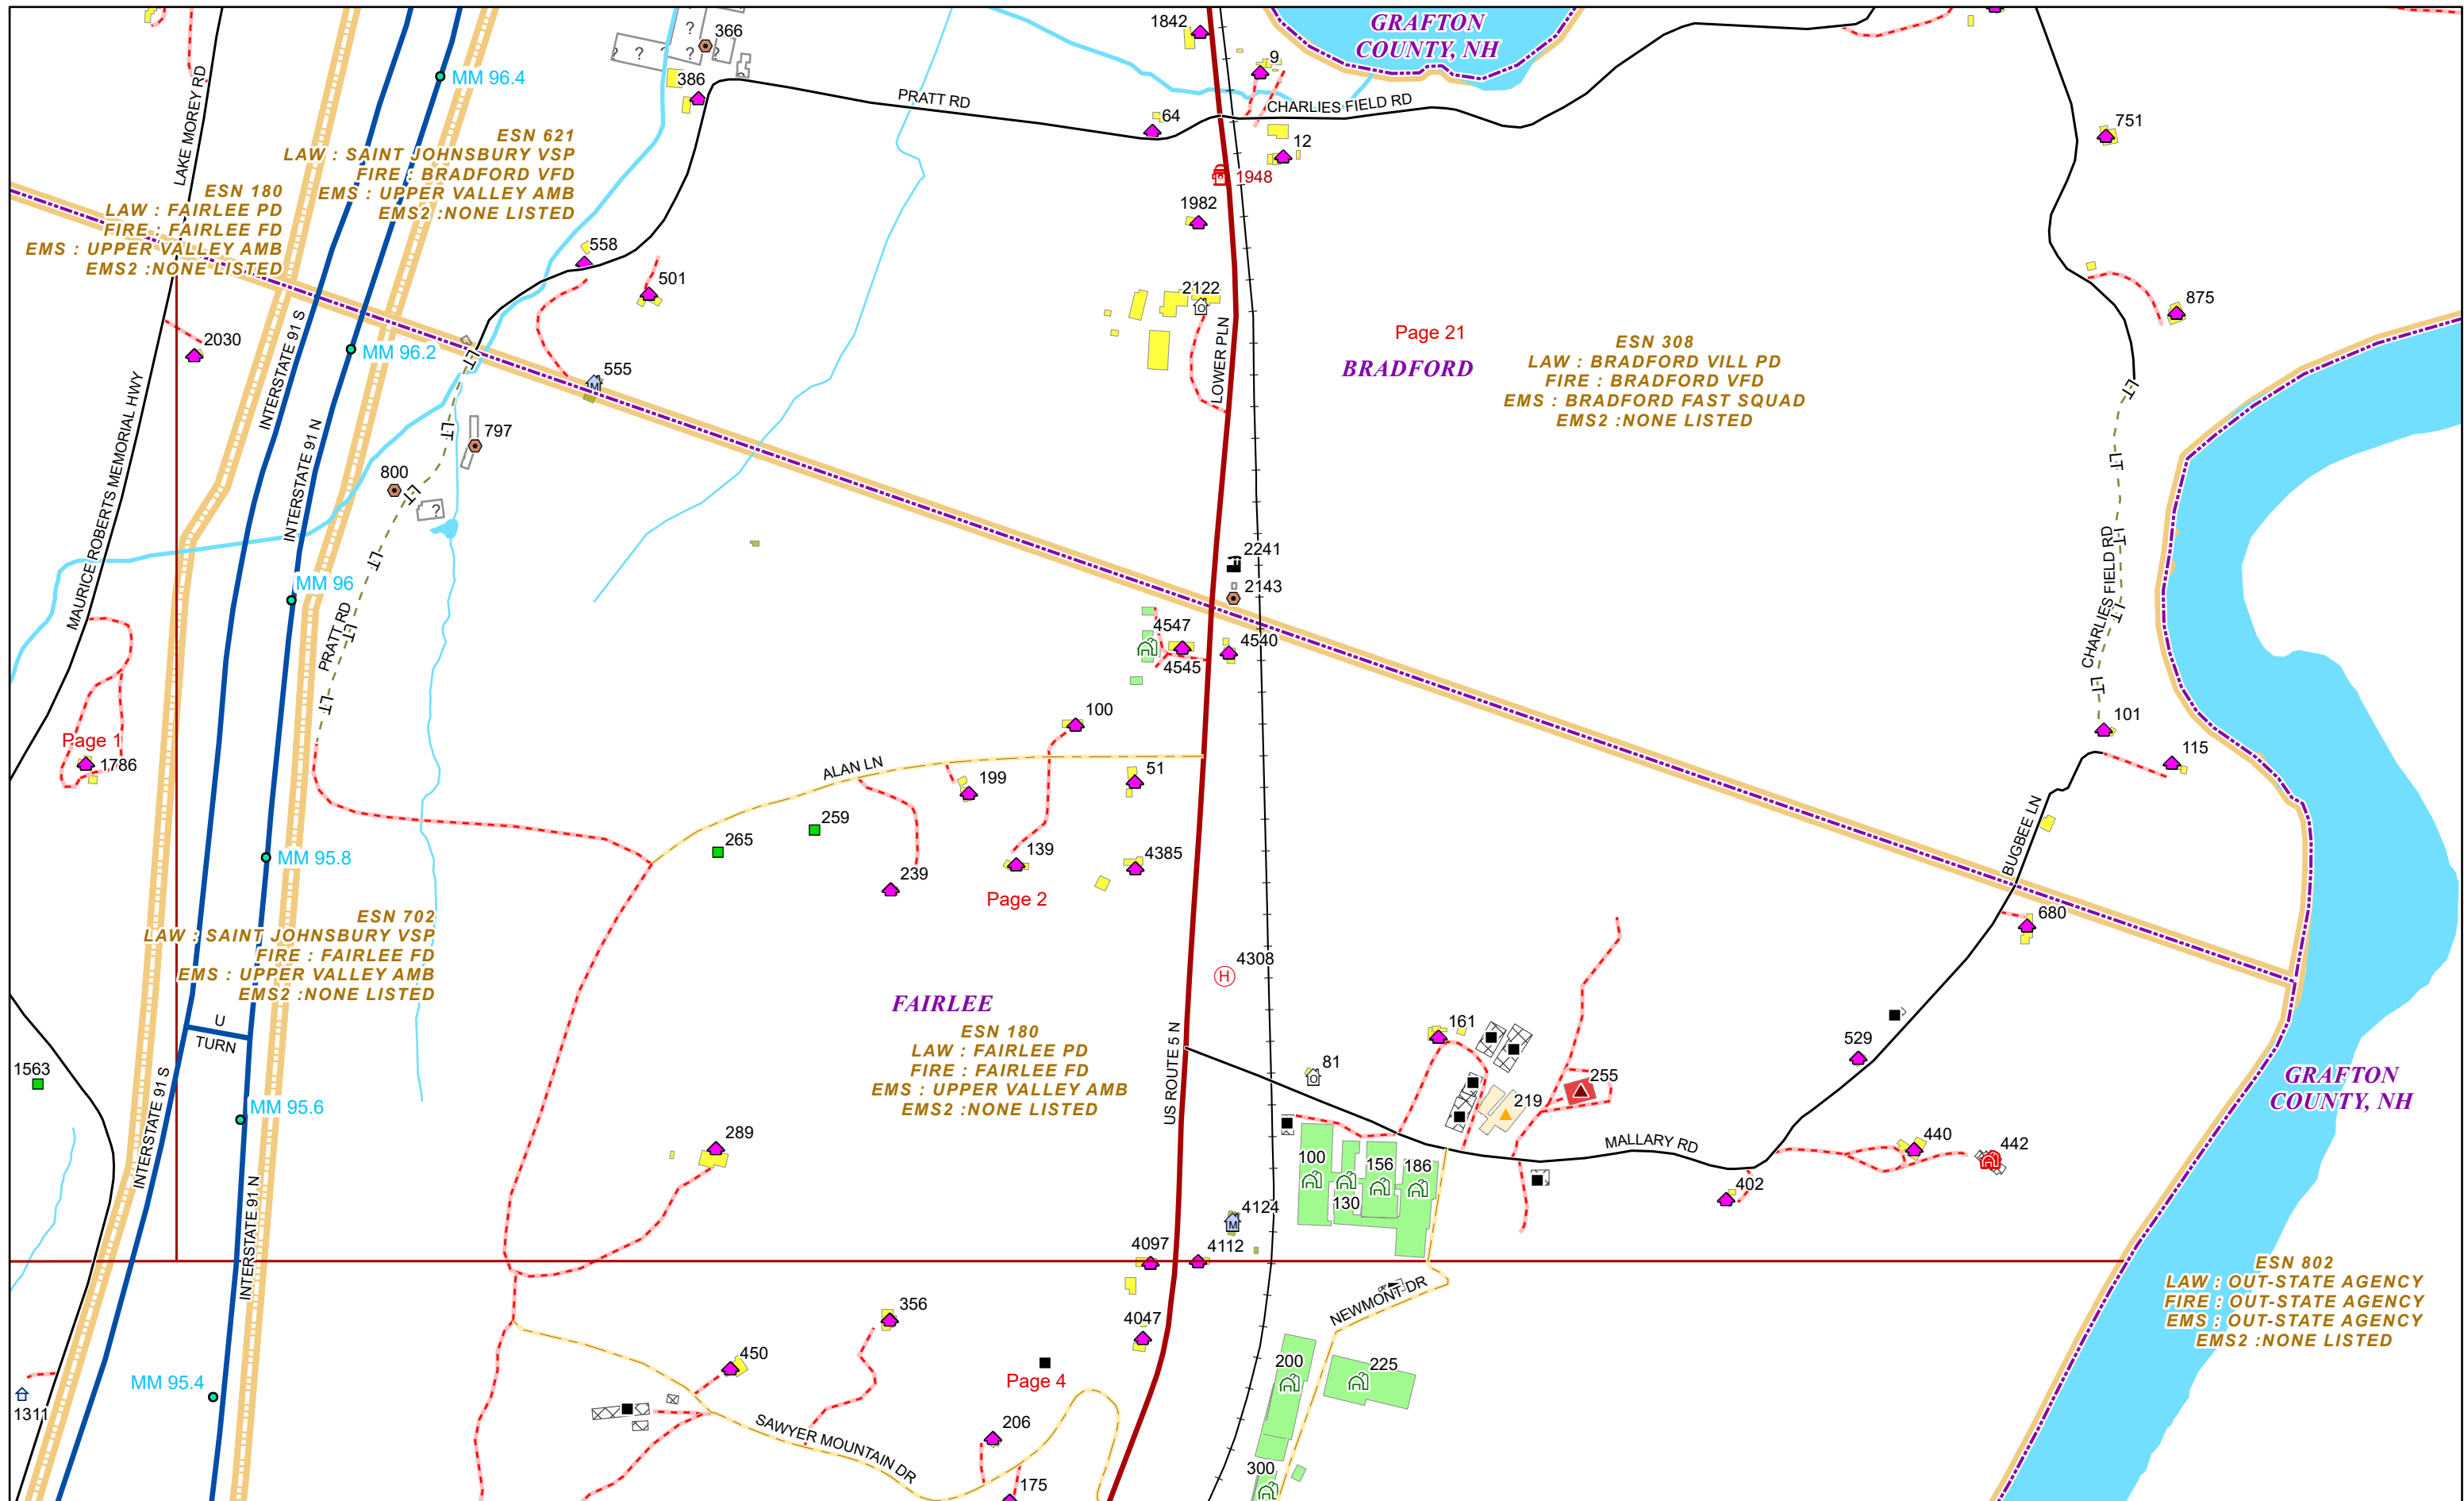 GRAFTON
COUNTY, NH
1842
366
?
?
?
?
9
MM 96.4
386
PRATT RD
CHARLIES FIELD RD
LAKE MOREY RD
64
12
751
ESN 621
LAW : SAINT JOHNSBURY VSP
FIRE : BRADFORD VFD
EMS : UPPER VALLEY AMB
EMS2 :NONE LISTED
ESN 180
LAW : FAIRLEE PD
FIRE : FAIRLEE FD
EMS : UPPER VALLEY AMB
EMS2 :NONE LISTED
1948
1982
558
501
2122
875
2030
INTERSTATE 91 S
MM 96.2
LT
555
M
LOWER PLN
Page 21
BRADFORD
ESN 308
LAW : BRADFORD VILL PD
FIRE : BRADFORD VFD
EMS : BRADFORD FAST SQUAD
EMS2 :NONE LISTED
LT
MAURICE ROBERTS MEMORIAL HWY
INTERSTATE 91 N
LT
797
800
LT
?
LT
LT
LT
2241
2143
MM 96
PRATT RD
LT
LT
CHARLIES FIELD RD
LT
LT
4547
4545
4540
100
101
115
Page 1
1786
ALAN LN
199
51
259
265
139
4385
239
BUGBEE LN
MM 95.8
Page 2
680
ESN 702
LAW : SAINT JOHNSBURY VSP
FIRE : FAIRLEE FD
EMS : UPPER VALLEY AMB
EMS2 :NONE LISTED
H
4308
FAIRLEE
U
TURN
ESN 180
LAW : FAIRLEE PD
FIRE : FAIRLEE FD
EMS : UPPER VALLEY AMB
EMS2 :NONE LISTED
US ROUTE 5 N
161
81
529
1563
255
219
GRAFTON
COUNTY, NH
INTERSTATE 91 S
MM 95.6
289
MALLARY RD
440
442
100
156
186
130
402
INTERSTATE 91 N
4124
M
4097
4112
NEWMONT DR
ESN 802
LAW : OUT-STATE AGENCY
FIRE : OUT-STATE AGENCY
EMS : OUT-STATE AGENCY
EMS2 :NONE LISTED
356
4047
450
200
225
MM 95.4
Page 4
1311
SAWYER MOUNTAIN DR
206
300
175